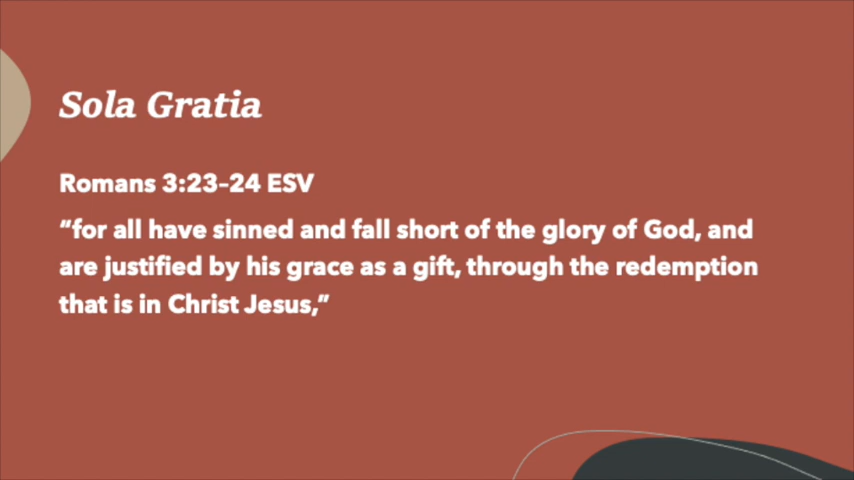 Sola Gratia
Romans 3:23–24 ESV
“for all have sinned and fall short of the glory of God, and
are justified by his grace as a gift, through the redemption
that is in Christ Jesus,”